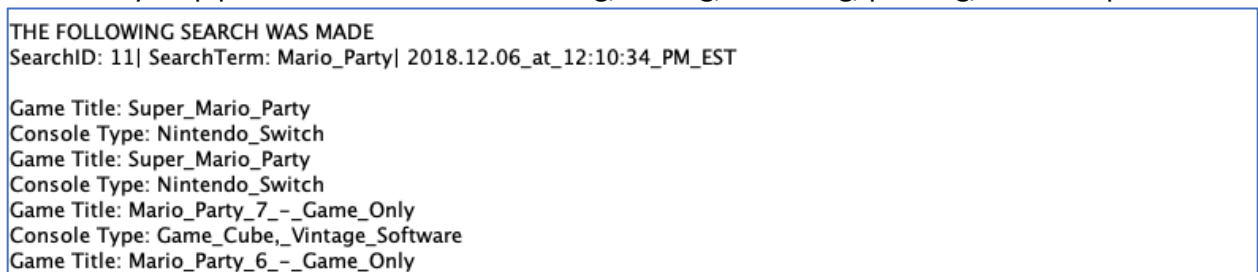 THE FOLLOWING SEARCH WAS MADE
SearchID: 11| SearchTerm: Mario_Party| 2018.12.06_at_12:10:34_PM_EST
Game Title: Super_Mario_Party
Console Type: Nintendo_Switch
Game Title: Super_Mario_Party
Console Type: Nintendo_Switch
Game Title: Mario_Party_7_-_Game_Only
Console Type: Game_Cube,_Vintage_Software
Game Title: Mario_Party_6_-_Game_Only